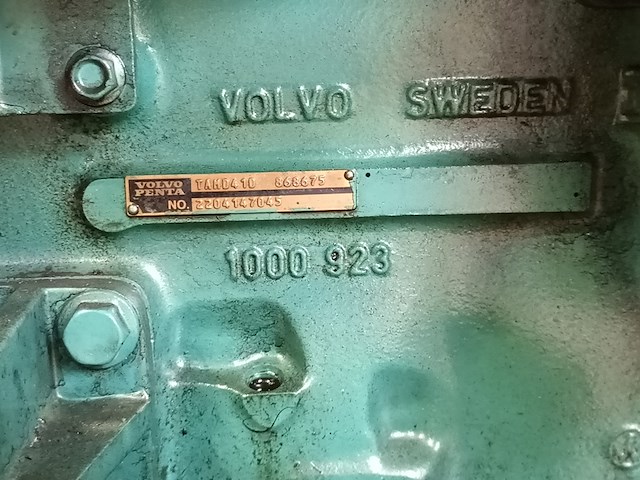 VOLVO SWEDEN
VOLVO PENTA TAMD41D 868675
NO. 2204147045
1000 923